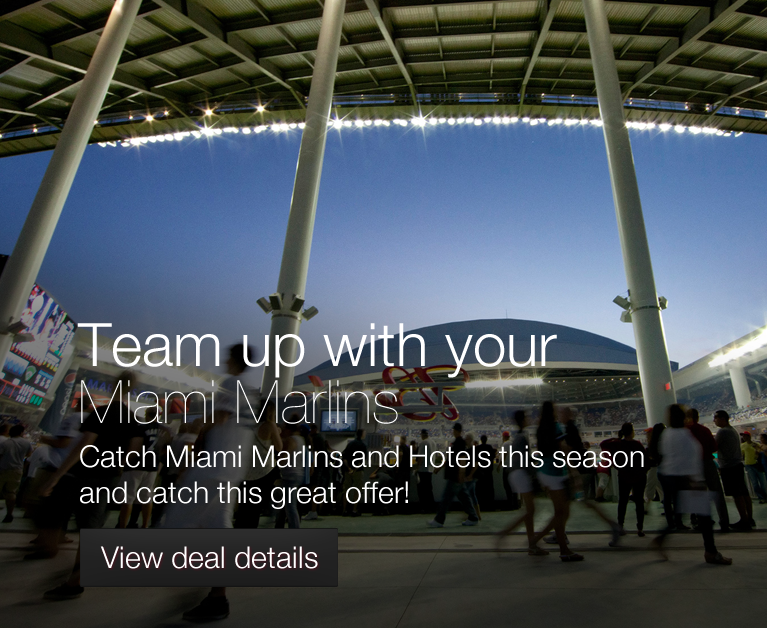 Team up with your
Miami Marlins
Catch Miami Marlins and Hotels this season
and catch this great offer!
View deal details